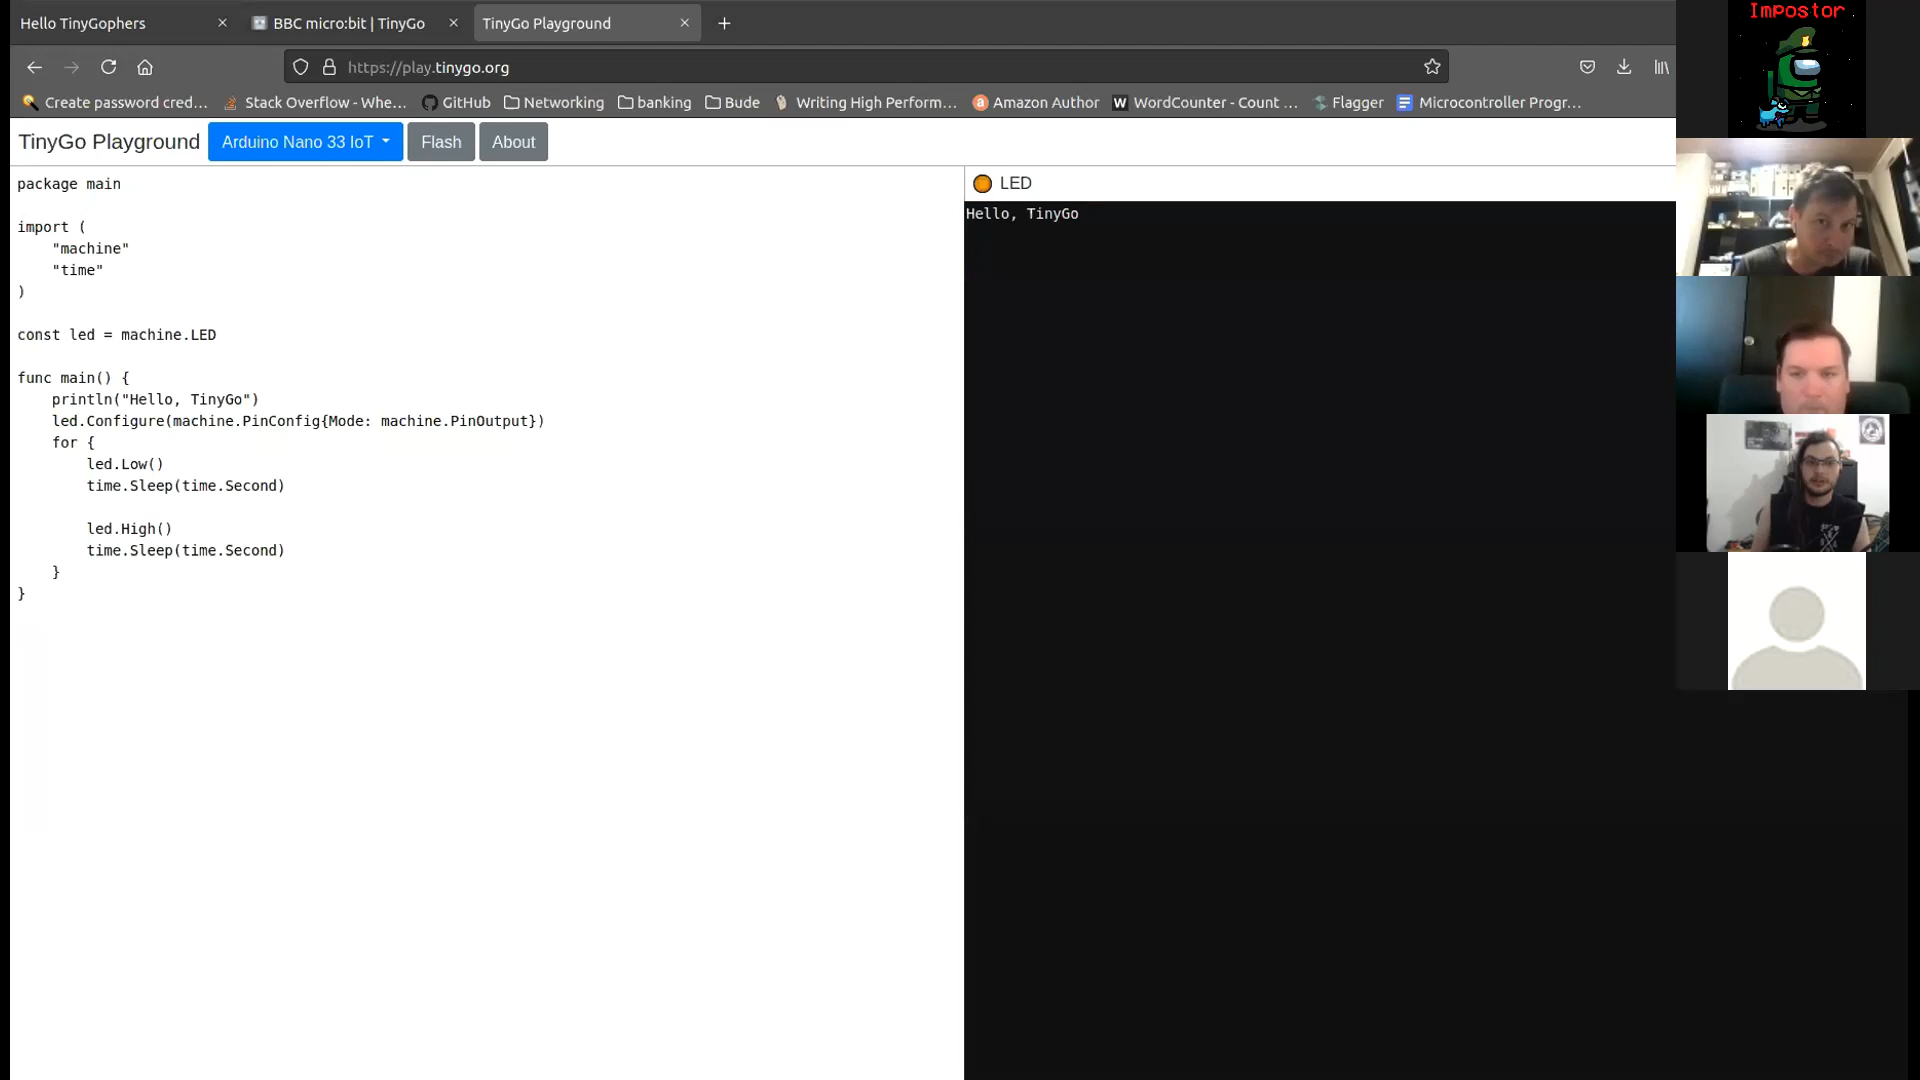 Hello TinyGophers
BBC micro:bit | TinyGo
TinyGo Playground
https://play.tinygo.org
Create password cred…
Stack Overflow - Whe…
GitHub
Networking
banking
Bude
Writing High Perform…
Amazon Author
W WordCounter - Count …
Flagger
Microcontroller Progr…
Impostor
TinyGo Playground
Arduino Nano 33 IoT
Flash
About
package main
import (
"machine"
"time"
)
const led = machine.LED
func main() {
println("Hello, TinyGo")
led.Configure(machine.PinConfig{Mode: machine.PinOutput})
for {
led.Low()
time.Sleep(time.Second)
led.High()
time.Sleep(time.Second)
}
}
LED
Hello, TinyGo